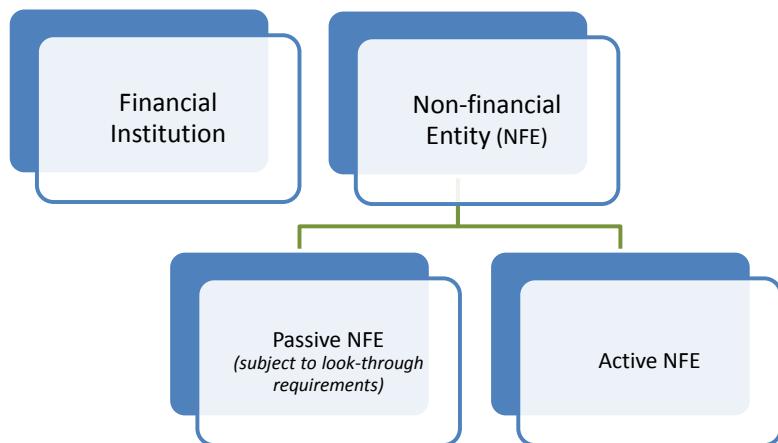 Financial
Institution
Non-financial
Entity (NFE)
Passive NFE
(subject to look-through
requirements)
Active NFE